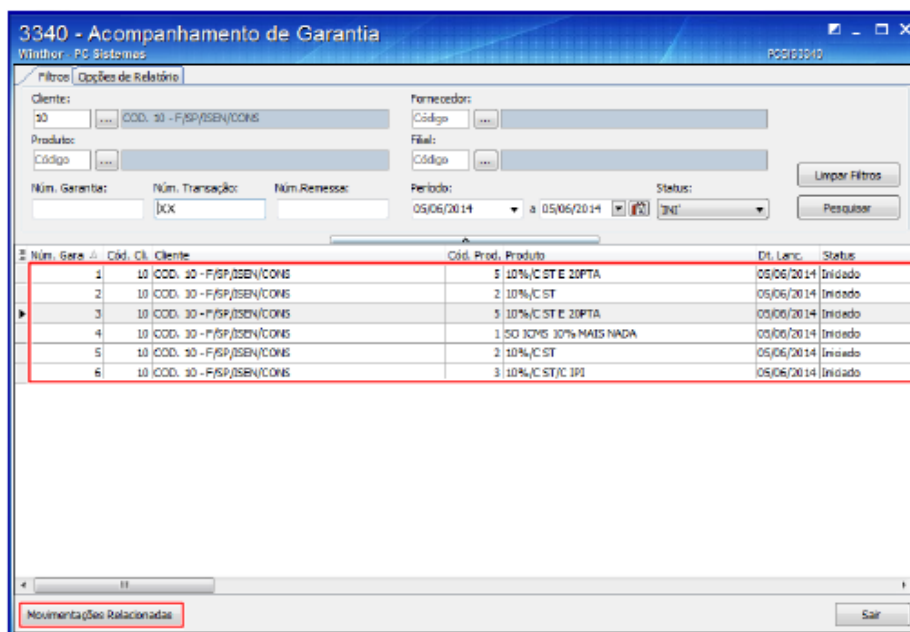 3340 - Acompanhamento de Garantia
Winthor - PC Sistemas PCSIS3340
Filtros Opções de Relatório
Cliente: Fornecedor:
10 ... COD. 10 - F/SP/ISEN/CONS Código ...
Produto: Filial:
Código ... Código ...
Limpar Filtros
Núm. Garantia: Núm. Transação: Núm.Remessa: Período: Status:
XX 05/06/2014 a 05/06/2014 'INI' Pesquisar
Núm. Gara Cód. Cli. Cliente Cód. Prod. Produto Dt. Lanc. Status
1 10 COD. 10 - F/SP/ISEN/CONS 5 10%/C ST E 20PTA 05/06/2014 Iniciado
2 10 COD. 10 - F/SP/ISEN/CONS 2 10%/C ST 05/06/2014 Iniciado
3 10 COD. 10 - F/SP/ISEN/CONS 5 10%/C ST E 20PTA 05/06/2014 Iniciado
4 10 COD. 10 - F/SP/ISEN/CONS 1 SO ICMS 10% MAIS NADA 05/06/2014 Iniciado
5 10 COD. 10 - F/SP/ISEN/CONS 2 10%/C ST 05/06/2014 Iniciado
6 10 COD. 10 - F/SP/ISEN/CONS 3 10%/C ST/C IPI 05/06/2014 Iniciado
Movimentações Relacionadas Sair